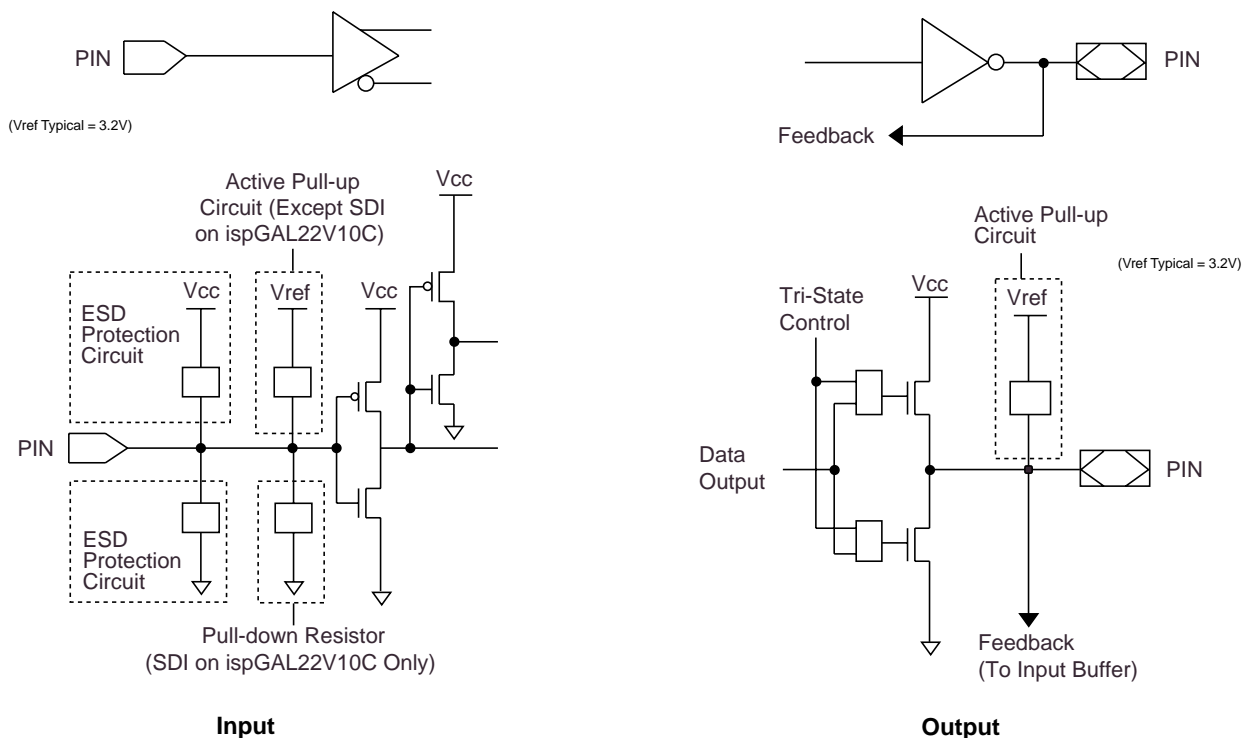 PIN
(Vref Typical = 3.2V)
Active Pull-up
Circuit (Except SDI
on ispGAL22V10C)
Vcc
Vcc
Vref
Vcc
ESD
Protection
Circuit
PIN
ESD
Protection
Circuit
Pull-down Resistor
(SDI on ispGAL22V10C Only)
Input
PIN
Feedback
Active Pull-up
Circuit
(Vref Typical = 3.2V)
Tri-State
Control
Vcc
Vref
Data
Output
PIN
Feedback
(To Input Buffer)
Output